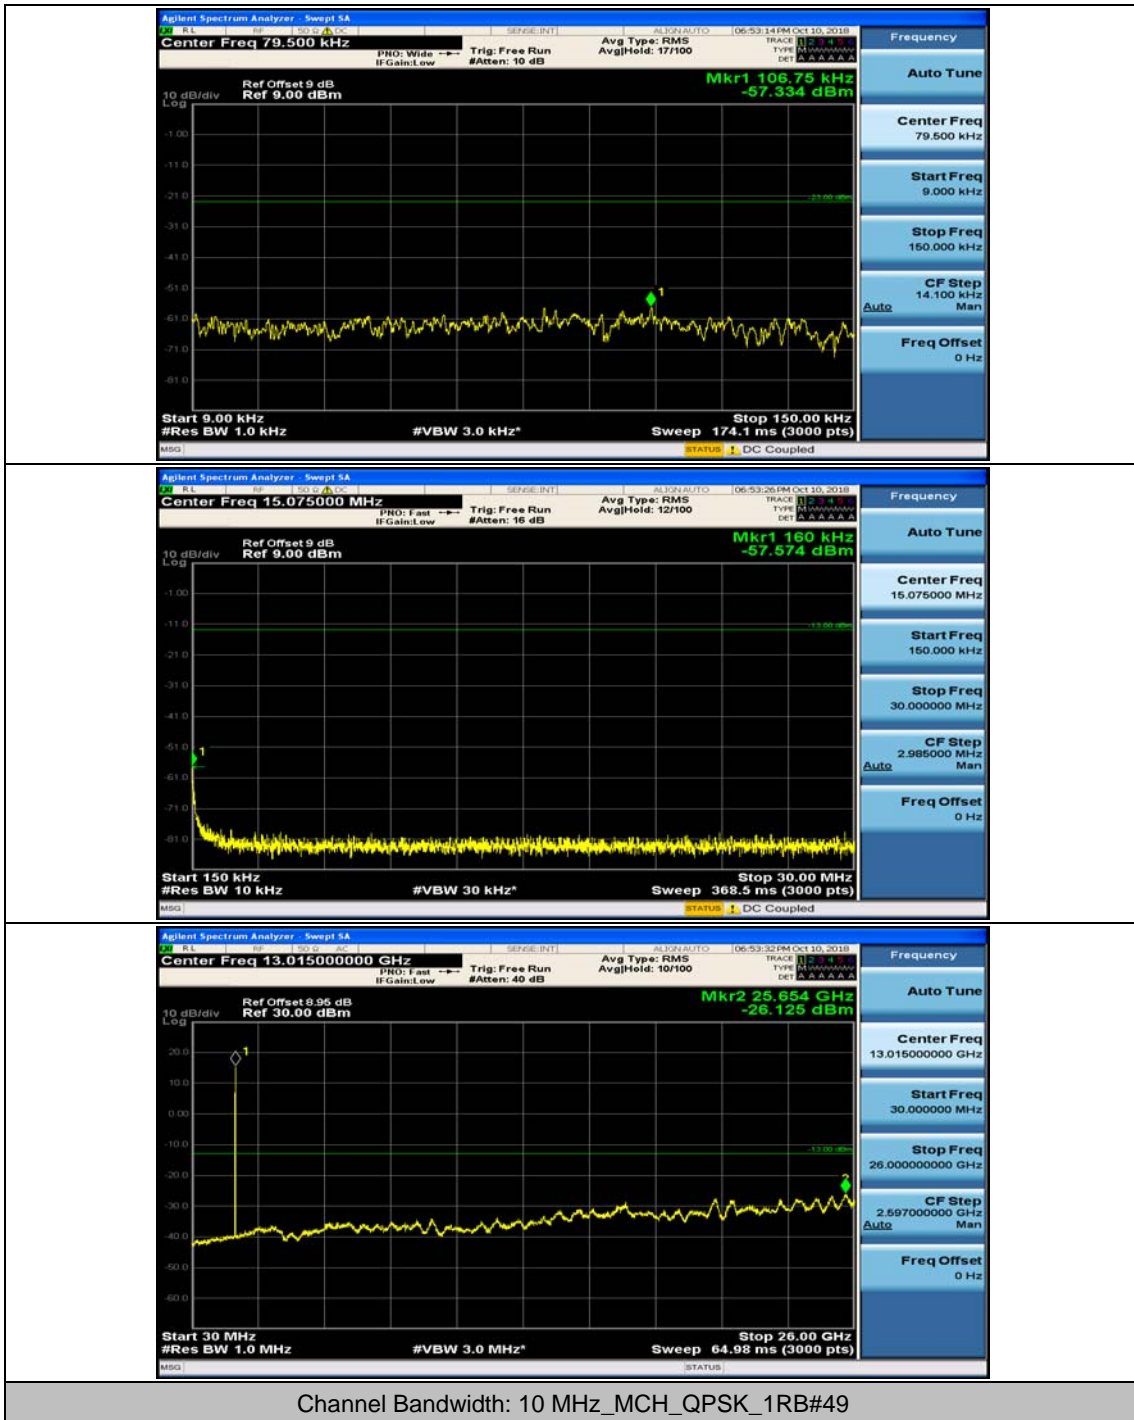 Agilent Spectrum Analyzer - Swept SA
RL RF 50 Ω DC SENSE:INT ALIGN AUTO 06:53:14 PM Oct 10, 2018
Center Freq 79.500 kHz
PNO: Wide IFGain:Low
Trig: Free Run #Atten: 10 dB
Avg Type: RMS Avg|Hold: 17/100
TRACE 1 2 3 4 5 6
TYPE M
DET A A A A A A
Ref Offset 9 dB
10 dB/div Ref 9.00 dBm
Log
Mkr1 106.75 kHz
-57.334 dBm
-1.00
-11.0
-21.0
-23.00 dBm
-31.0
-41.0
-51.0
1
-61.0
-71.0
-81.0
Start 9.00 kHz Stop 150.00 kHz
#Res BW 1.0 kHz #VBW 3.0 kHz* Sweep 174.1 ms (3000 pts)
MSG STATUS DC Coupled
Frequency
Auto Tune
Center Freq
79.500 kHz
Start Freq
9.000 kHz
Stop Freq
150.000 kHz
CF Step
14.100 kHz
Auto Man
Freq Offset
0 Hz
Agilent Spectrum Analyzer - Swept SA
RL RF 50 Ω DC SENSE:INT ALIGN AUTO 06:53:26 PM Oct 10, 2018
Center Freq 15.075000 MHz
PNO: Fast IFGain:Low
Trig: Free Run #Atten: 16 dB
Avg Type: RMS Avg|Hold: 12/100
TRACE 1 2 3 4 5 6
TYPE M
DET A A A A A A
Ref Offset 9 dB
10 dB/div Ref 9.00 dBm
Log
Mkr1 160 kHz
-57.574 dBm
-1.00
-11.0
-13.00 dBm
-21.0
-31.0
-41.0
-51.0
1
-61.0
-71.0
-81.0
Start 150 kHz Stop 30.00 MHz
#Res BW 10 kHz #VBW 30 kHz* Sweep 368.5 ms (3000 pts)
MSG STATUS DC Coupled
Frequency
Auto Tune
Center Freq
15.075000 MHz
Start Freq
150.000 kHz
Stop Freq
30.000000 MHz
CF Step
2.985000 MHz
Auto Man
Freq Offset
0 Hz
Agilent Spectrum Analyzer - Swept SA
RL RF 50 Ω AC SENSE:INT ALIGN AUTO 06:53:32 PM Oct 10, 2018
Center Freq 13.015000000 GHz
PNO: Fast IFGain:Low
Trig: Free Run #Atten: 40 dB
Avg Type: RMS Avg|Hold: 10/100
TRACE 1 2 3 4 5 6
TYPE M
DET A A A A A A
Ref Offset 8.95 dB
10 dB/div Ref 30.00 dBm
Log
Mkr2 25.654 GHz
-26.125 dBm
20.0
1
10.0
0.00
-10.0
-13.00 dBm
-20.0
2
-30.0
-40.0
-50.0
-60.0
Start 30 MHz Stop 26.00 GHz
#Res BW 1.0 MHz #VBW 3.0 MHz* Sweep 64.98 ms (3000 pts)
MSG STATUS
Frequency
Auto Tune
Center Freq
13.015000000 GHz
Start Freq
30.000000 MHz
Stop Freq
26.000000000 GHz
CF Step
2.597000000 GHz
Auto Man
Freq Offset
0 Hz
Channel Bandwidth: 10 MHz_MCH_QPSK_1RB#49